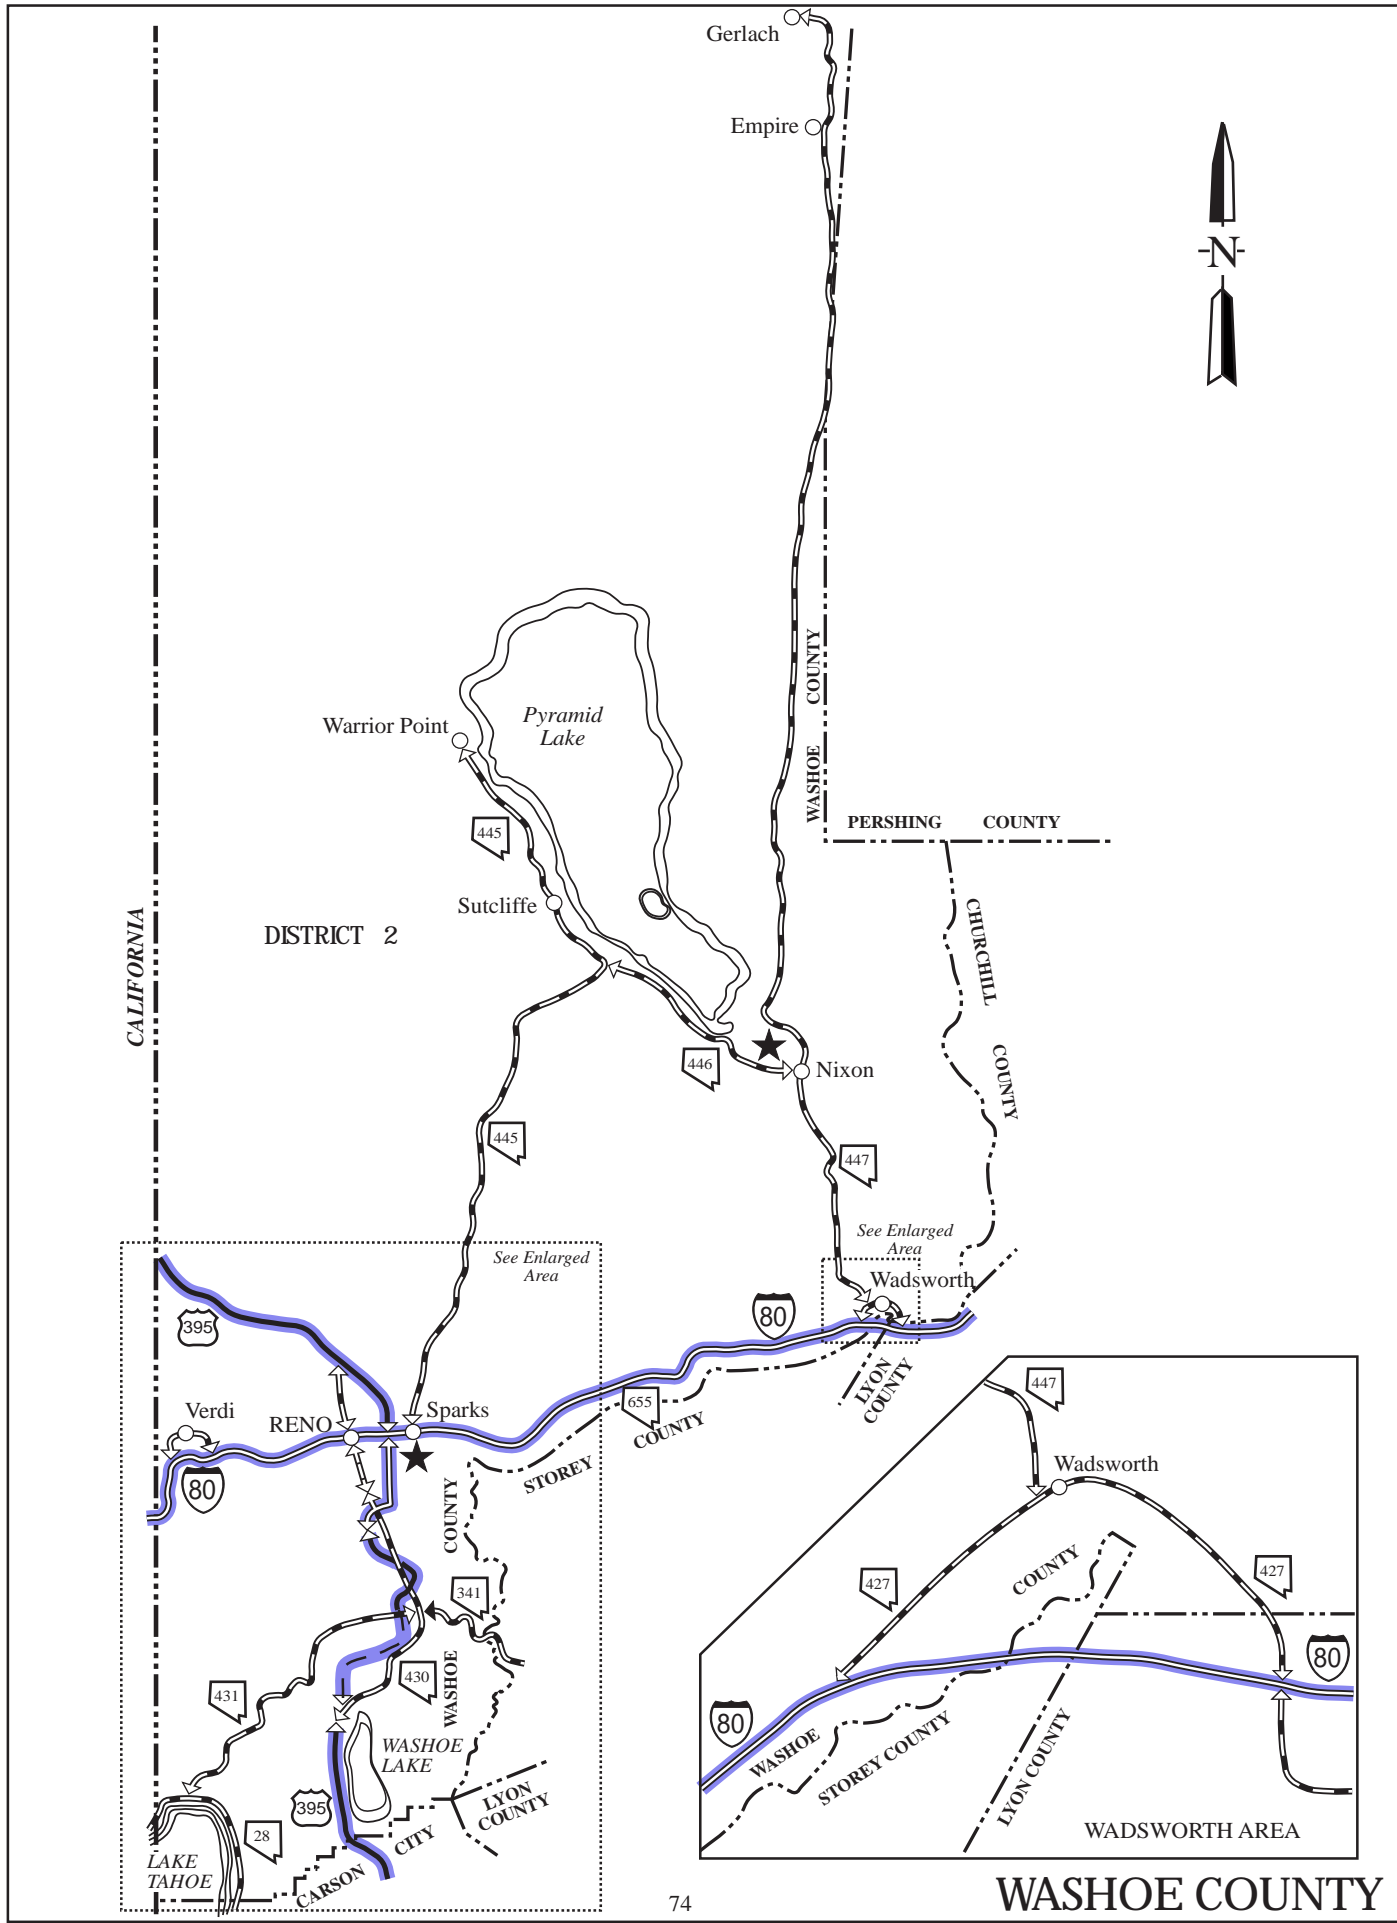 Gerlach
Empire
N
WASHOE COUNTY
Pyramid
Lake
Warrior Point
445
PERSHING COUNTY
Sutcliffe
DISTRICT 2
CALIFORNIA
CHURCHILL COUNTY
446
Nixon
445
447
See Enlarged
Area
See Enlarged
Area
Wadsworth
80
395
LYON
COUNTY
655
Verdi
RENO
Sparks
STOREY COUNTY
80
WASHOE COUNTY
341
430
431
WASHOE
LAKE
395
LYON
COUNTY
28
CARSON CITY
LAKE
TAHOE
447
Wadsworth
427
COUNTY
427
80
80
WASHOE
STOREY COUNTY
LYON COUNTY
WADSWORTH AREA
74
WASHOE COUNTY